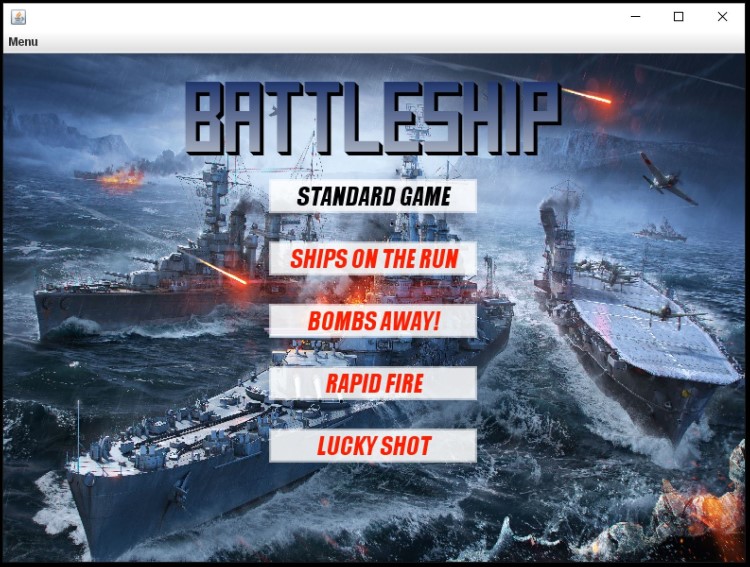 Menu
BATTLESHIP
STANDARD GAME
SHIPS ON THE RUN
BOMBS AWAY!
RAPID FIRE
LUCKY SHOT